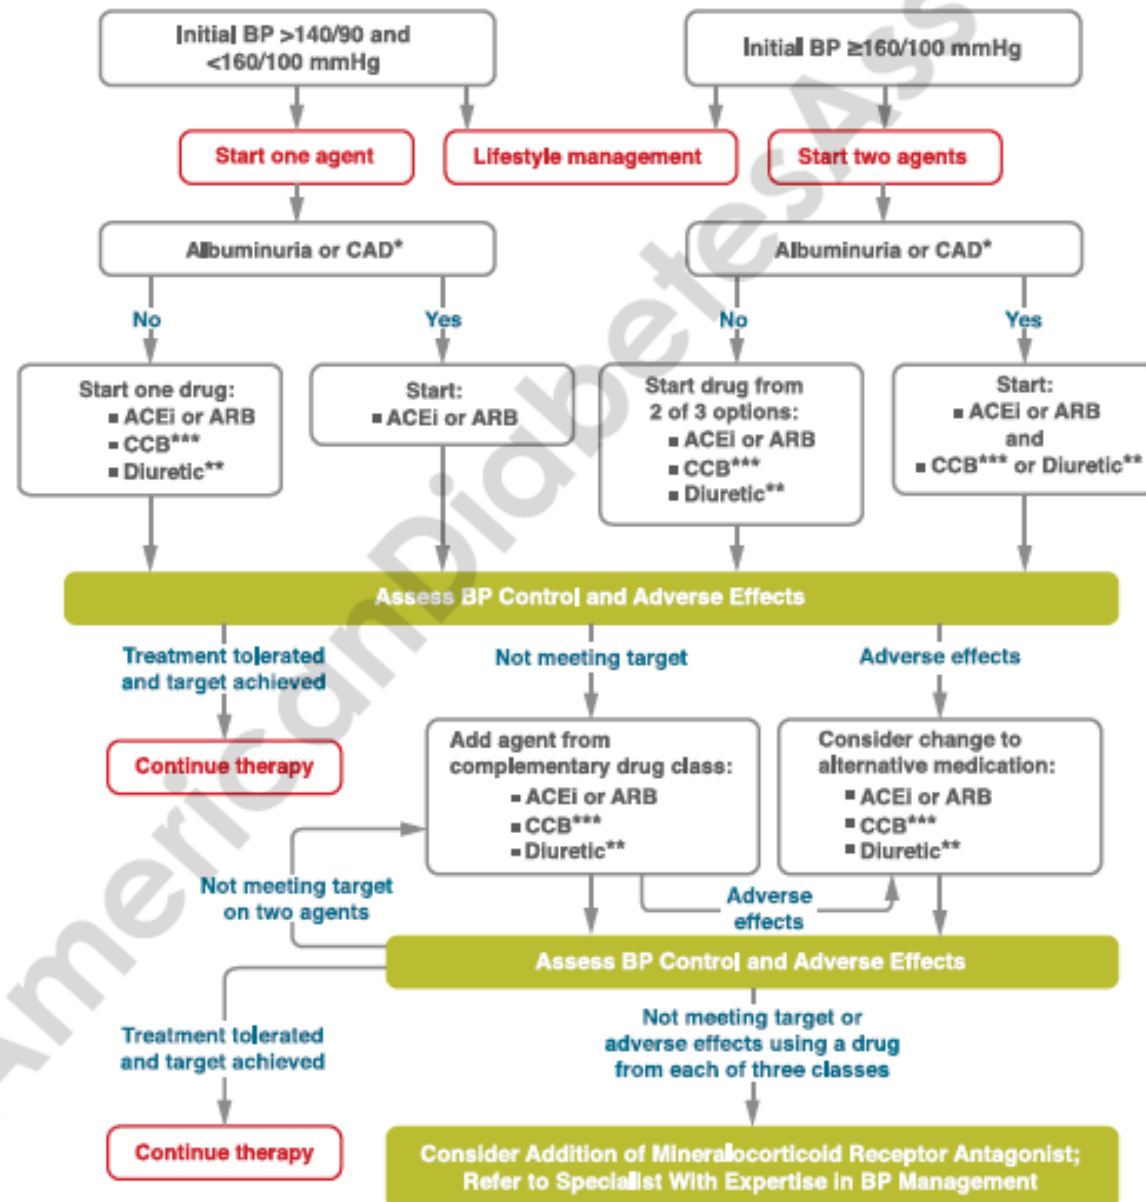 Initial BP >140/90 and
<160/100 mmHg
Initial BP ≥160/100 mmHg
Start one agent
Lifestyle management
Start two agents
Albuminuria or CAD*
Albuminuria or CAD*
No
Yes
No
Yes
Start one drug:
▪ ACEi or ARB
▪ CCB***
▪ Diuretic**
Start:
▪ ACEi or ARB
Start drug from
2 of 3 options:
▪ ACEi or ARB
▪ CCB***
▪ Diuretic**
Start:
▪ ACEi or ARB
and
▪ CCB*** or Diuretic**
Assess BP Control and Adverse Effects
Treatment tolerated
and target achieved
Not meeting target
Adverse effects
Continue therapy
Add agent from
complementary drug class:
▪ ACEi or ARB
▪ CCB***
▪ Diuretic**
Consider change to
alternative medication:
▪ ACEi or ARB
▪ CCB***
▪ Diuretic**
Not meeting target
on two agents
Adverse
effects
Assess BP Control and Adverse Effects
Treatment tolerated
and target achieved
Not meeting target or
adverse effects using a drug
from each of three classes
Continue therapy
Consider Addition of Mineralocorticoid Receptor Antagonist;
Refer to Specialist With Expertise in BP Management
AmericanDiabetesAss